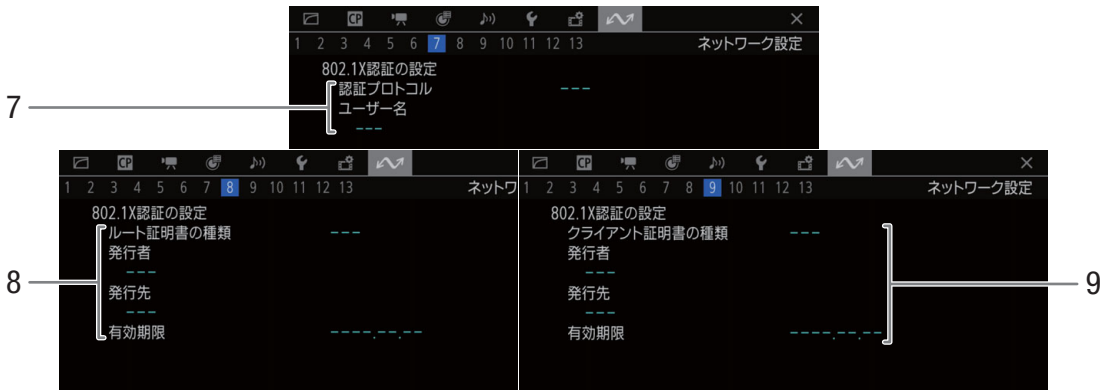 CP
1 2 3 4 5 6 7 8 9 10 11 12 13 ネットワーク設定
802.1X認証の設定
認証プロトコル ---
ユーザー名
---
7
CP
1 2 3 4 5 6 7 8 9 10 11 12 13 ネットワ
802.1X認証の設定
ルート証明書の種類 ---
発行者
---
発行先
---
有効期限 ----.--.--
8
CP
1 2 3 4 5 6 7 8 9 10 11 12 13 ネットワーク設定
802.1X認証の設定
クライアント証明書の種類 ---
発行者
---
発行先
---
有効期限 ----.--.--
9